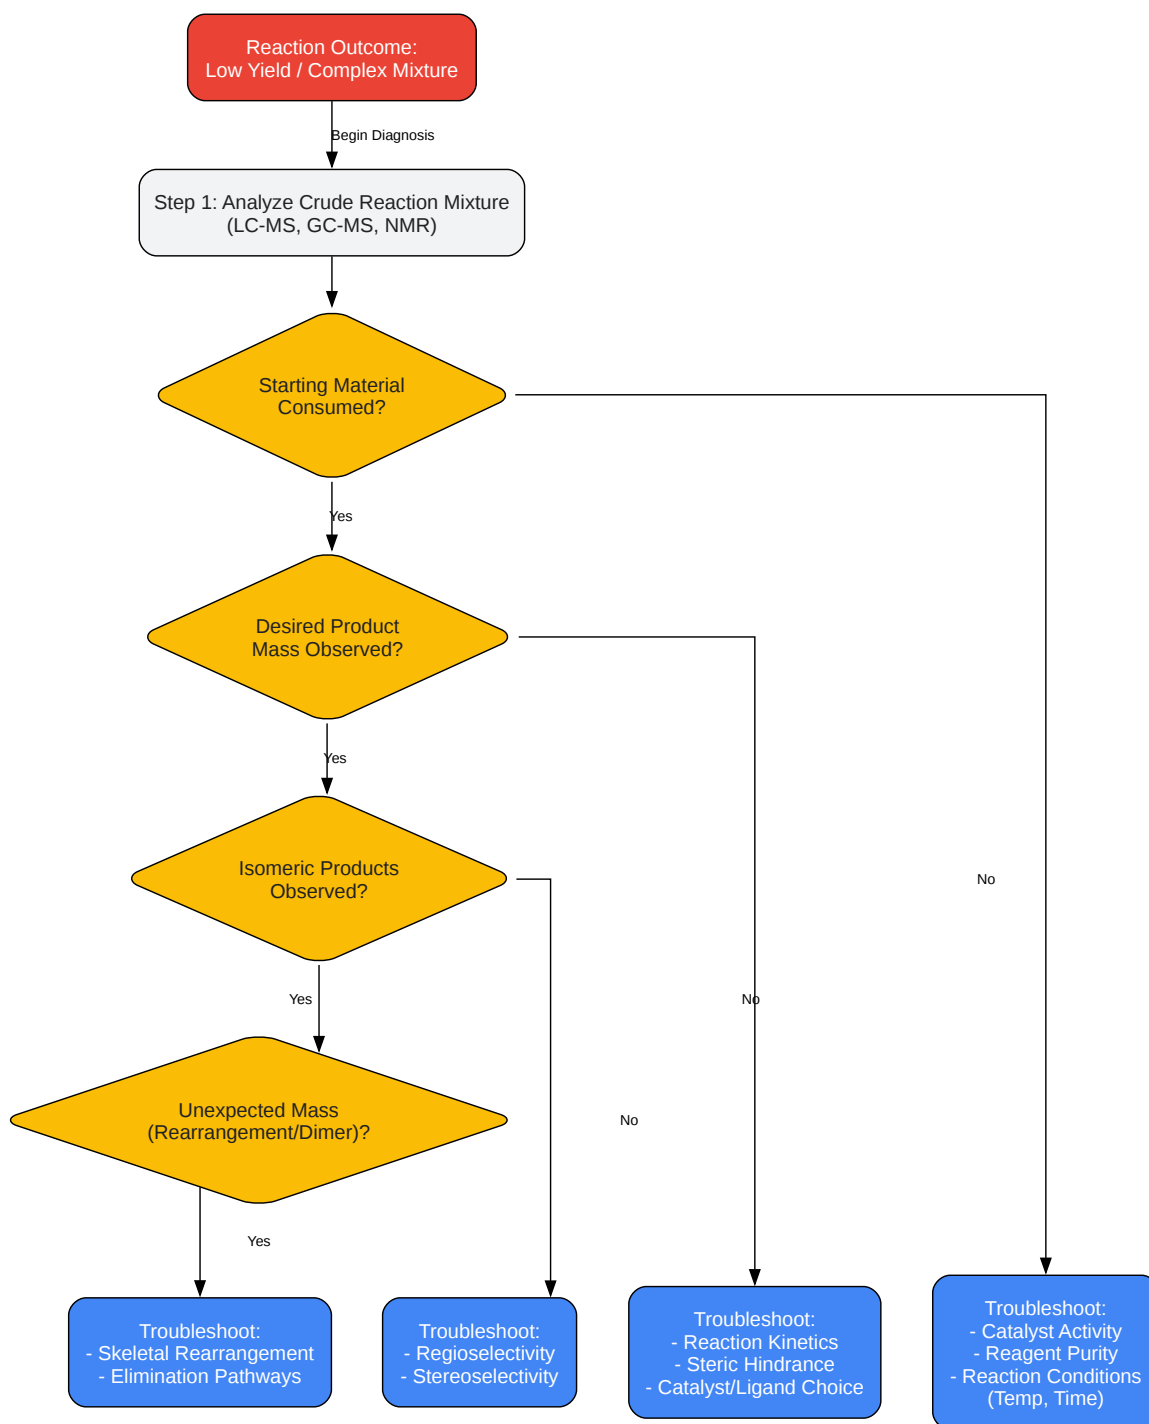 Reaction Outcome:
Low Yield / Complex Mixture
Begin Diagnosis
Step 1: Analyze Crude Reaction Mixture
(LC-MS, GC-MS, NMR)
Starting Material
Consumed?
Yes
Desired Product
Mass Observed?
Yes
Isomeric Products
Observed?
No
Yes
No
Unexpected Mass
(Rearrangement/Dimer)?
No
Yes
Troubleshoot:
- Skeletal Rearrangement
- Elimination Pathways
Troubleshoot:
- Regioselectivity
- Stereoselectivity
Troubleshoot:
- Reaction Kinetics
- Steric Hindrance
- Catalyst/Ligand Choice
Troubleshoot:
- Catalyst Activity
- Reagent Purity
- Reaction Conditions
(Temp, Time)